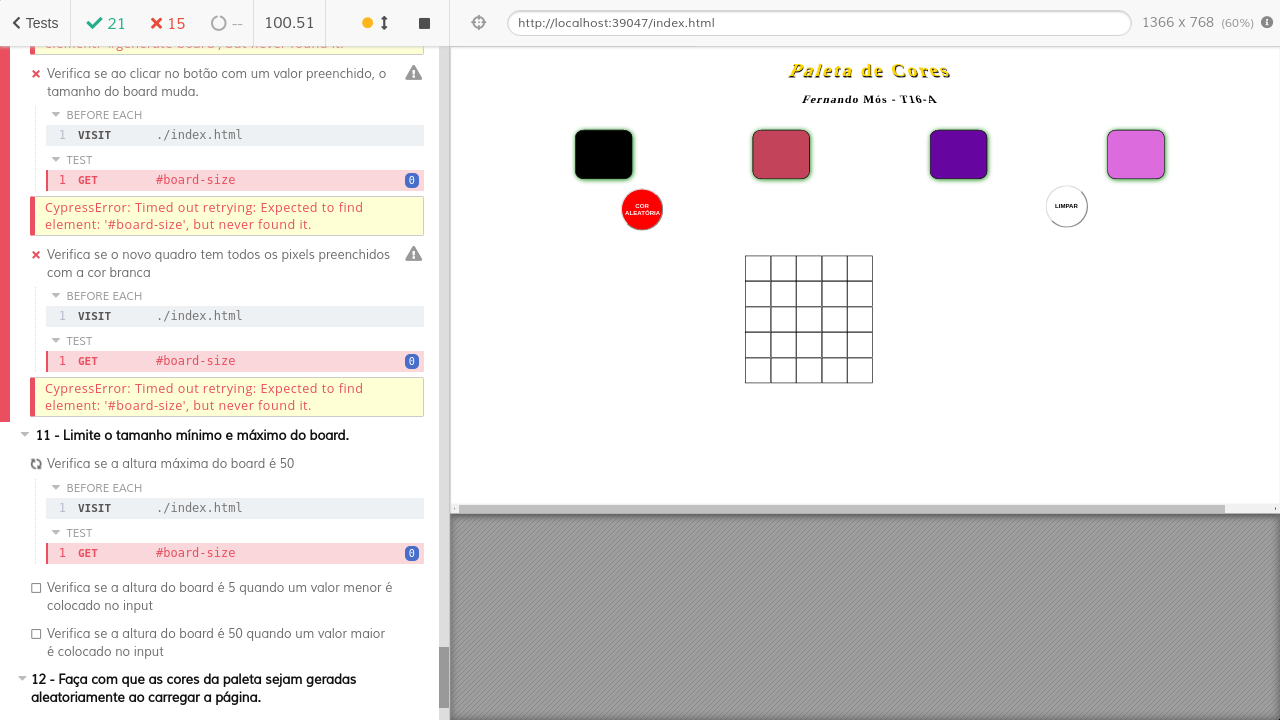 Tests
21
15
--
100.51
http://localhost:39047/index.html
1366 x 768 (60%)
element: '#generate-board', but never found it.
Verifica se ao clicar no botão com um valor preenchido, o
tamanho do board muda.
BEFORE EACH
1 VISIT ./index.html
TEST
1 GET #board-size 0
CypressError: Timed out retrying: Expected to find
element: '#board-size', but never found it.
Verifica se o novo quadro tem todos os pixels preenchidos
com a cor branca
BEFORE EACH
1 VISIT ./index.html
TEST
1 GET #board-size 0
CypressError: Timed out retrying: Expected to find
element: '#board-size', but never found it.
11 - Limite o tamanho mínimo e máximo do board.
Verifica se a altura máxima do board é 50
BEFORE EACH
1 VISIT ./index.html
TEST
1 GET #board-size 0
Verifica se a altura do board é 5 quando um valor menor é
colocado no input
Verifica se a altura do board é 50 quando um valor maior
é colocado no input
12 - Faça com que as cores da paleta sejam geradas
aleatoriamente ao carregar a página.
Paleta de Cores
Fernando Mós - T16-A
COR
ALEATÓRIA
LIMPAR